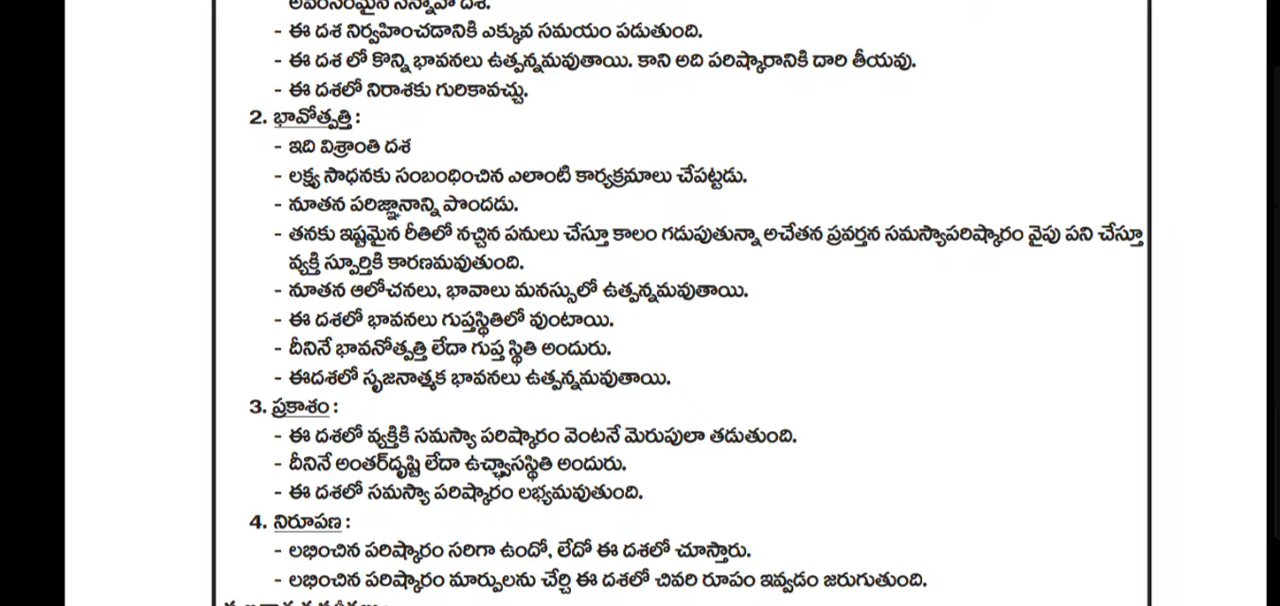 అవసరమైన సన్నాహ దశ.
- ఈ దశ నిర్వహించడానికి ఎక్కువ సమయం పడుతుంది.
- ఈ దశ లో కొన్ని భావనలు ఉత్పన్నమవుతాయి. కాని అది పరిష్కారానికి దారి తీయవు.
- ఈ దశలో నిరాశకు గురికావచ్చు.
2. భావోత్పత్తి :
- ఇది విశ్రాంతి దశ
- లక్ష్య సాధనకు సంబంధించిన ఎలాంటి కార్యక్రమాలు చేపట్టడు.
- నూతన పరిజ్ఞానాన్ని పొందడు.
- తనకు ఇష్టమైన రీతిలో నచ్చిన పనులు చేస్తూ కాలం గడుపుతున్నా అచేతన ప్రవర్తన సమస్యాపరిష్కారం వైపు పని చేస్తూ
వ్యక్తి స్పూర్తికి కారణమవుతుంది.
- నూతన ఆలోచనలు, భావాలు మనస్సులో ఉత్పన్నమవుతాయి.
- ఈ దశలో భావనలు గుప్తస్థితిలో వుంటాయి.
- దీనినే భావనోత్పత్తి లేదా గుప్త స్థితి అందురు.
- ఈదశలో సృజనాత్మక భావనలు ఉత్పన్నమవుతాయి.
3. ప్రకాశం :
- ఈ దశలో వ్యక్తికి సమస్యా పరిష్కారం వెంటనే మెరుపులా తడుతుంది.
- దీనినే అంతర్‌దృష్టి లేదా ఉచ్ఛ్వాసస్థితి అందురు.
- ఈ దశలో సమస్యా పరిష్కారం లభ్యమవుతుంది.
4. నిరూపణ :
- లభించిన పరిష్కారం సరిగా ఉందో, లేదో ఈ దశలో చూస్తారు.
- లభించిన పరిష్కారం మార్పులను చేర్చి ఈ దశలో చివరి రూపం ఇవ్వడం జరుగుతుంది.